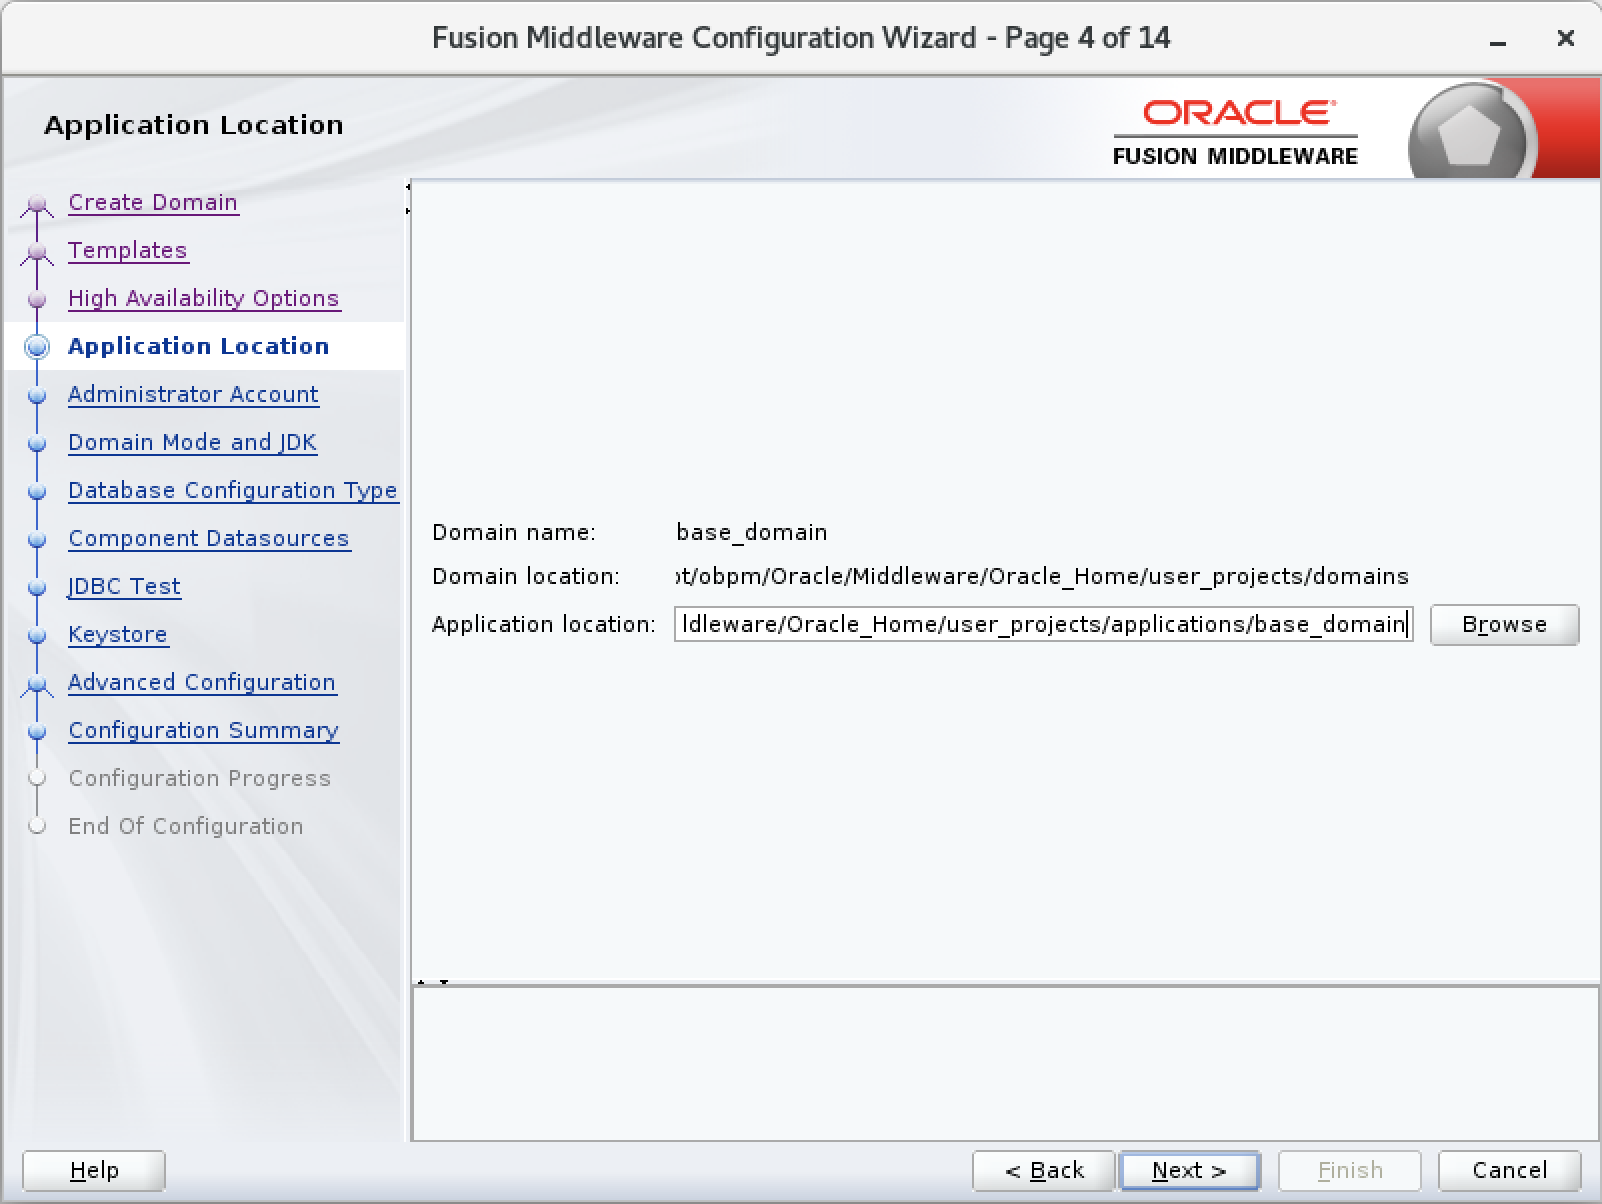 Fusion Middleware Configuration Wizard - Page 4 of 14
Application Location
ORACLE
FUSION MIDDLEWARE
Create Domain
Templates
High Availability Options
Application Location
Administrator Account
Domain Mode and JDK
Database Configuration Type
Component Datasources
JDBC Test
Keystore
Advanced Configuration
Configuration Summary
Configuration Progress
End Of Configuration
Domain name: base_domain
Domain location: ot/obpm/Oracle/Middleware/Oracle_Home/user_projects/domains
Application location: ldleware/Oracle_Home/user_projects/applications/base_domain Browse
Help < Back Next > Finish Cancel